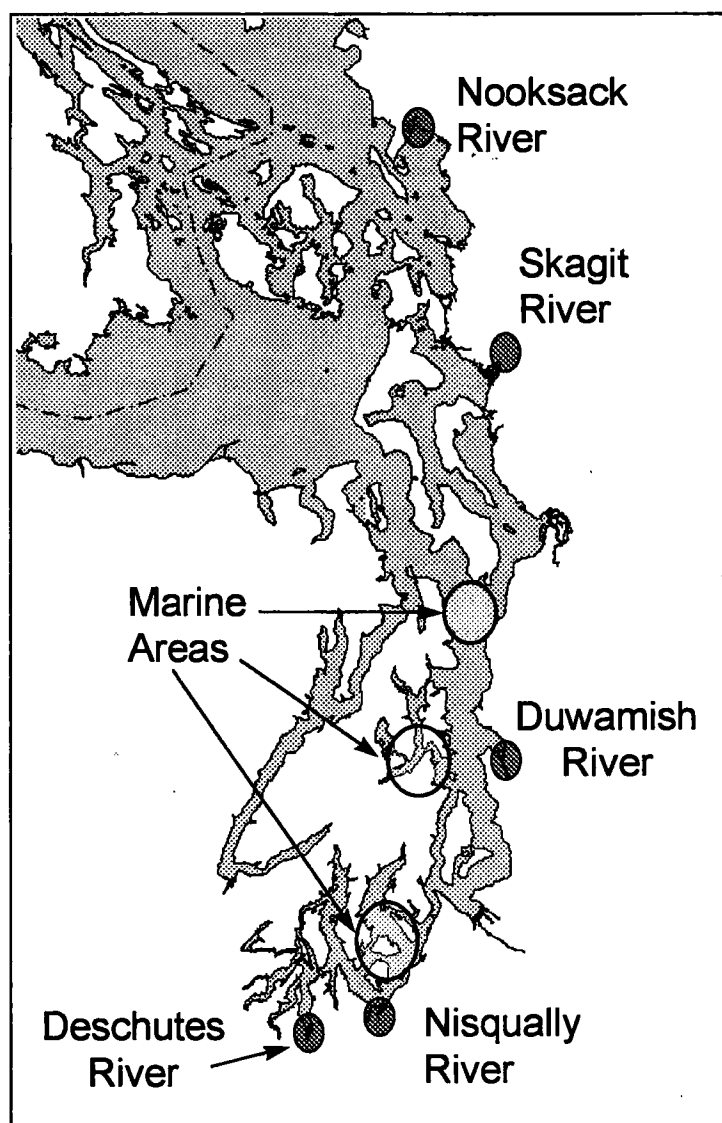 Nooksack
River
Skagit
River
Marine
Areas
Duwamish
River
Deschutes
River
Nisqually
River